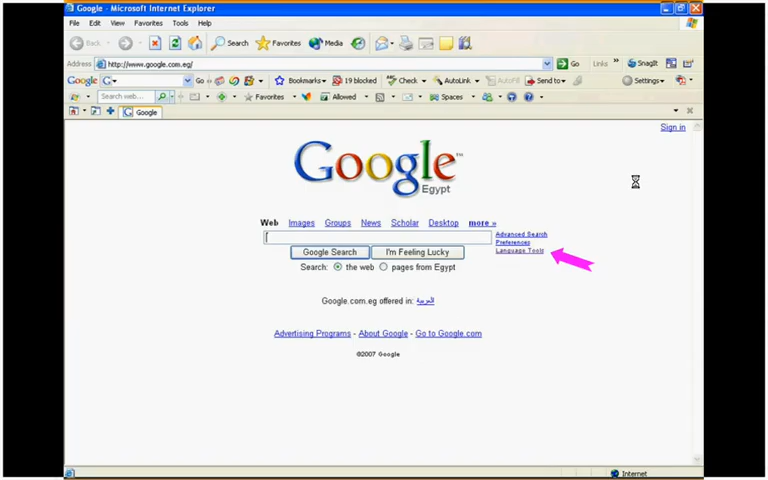 Google - Microsoft Internet Explorer
File Edit View Favorites Tools Help
Back Search Favorites Media
Address http://www.google.com.eg/ Go Links SnagIt
Google G Go Bookmarks 19 blocked Check AutoLink AutoFill Send to Settings
Search web... Favorites Allowed Spaces
Google
Sign in
Google™
Egypt
Web Images Groups News Scholar Desktop more »
Advanced Search
Preferences
Language Tools
Google Search I'm Feeling Lucky
Search: the web pages from Egypt
Google.com.eg offered in: العربية
Advertising Programs - About Google - Go to Google.com
©2007 Google
Internet